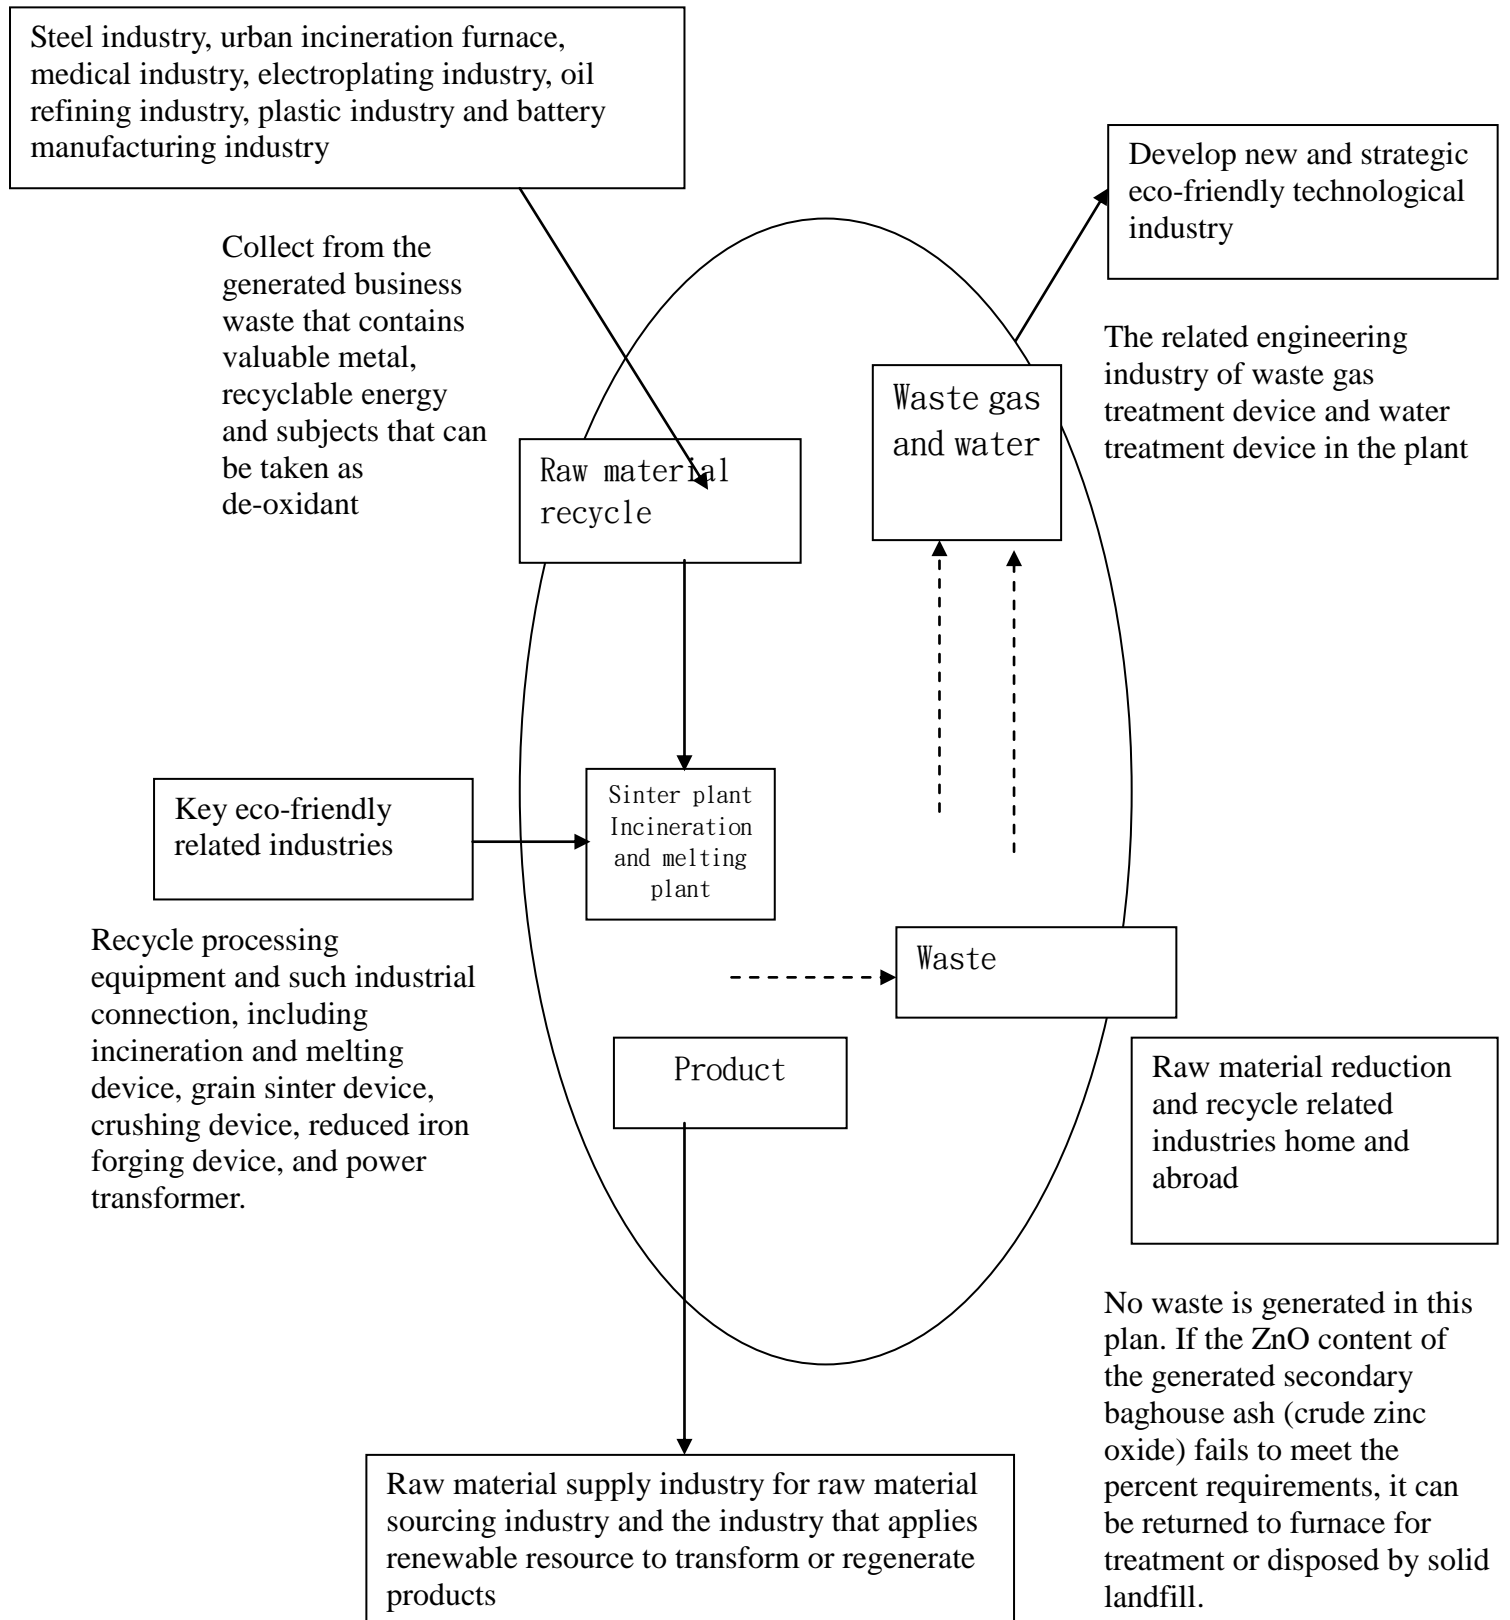 Steel industry, urban incineration furnace,
medical industry, electroplating industry, oil
refining industry, plastic industry and battery
manufacturing industry
Develop new and strategic
eco-friendly technological
industry
Collect from the
generated business
waste that contains
valuable metal,
recyclable energy
and subjects that can
be taken as
de-oxidant
The related engineering
industry of waste gas
treatment device and water
treatment device in the plant
Waste gas
and water
Raw material
recycle
Sinter plant
Incineration
and melting
plant
Key eco-friendly
related industries
Recycle processing
equipment and such industrial
connection, including
incineration and melting
device, grain sinter device,
crushing device, reduced iron
forging device, and power
transformer.
Waste
Product
Raw material reduction
and recycle related
industries home and
abroad
No waste is generated in this
plan. If the ZnO content of
the generated secondary
baghouse ash (crude zinc
oxide) fails to meet the
percent requirements, it can
be returned to furnace for
treatment or disposed by solid
landfill.
Raw material supply industry for raw material
sourcing industry and the industry that applies
renewable resource to transform or regenerate
products